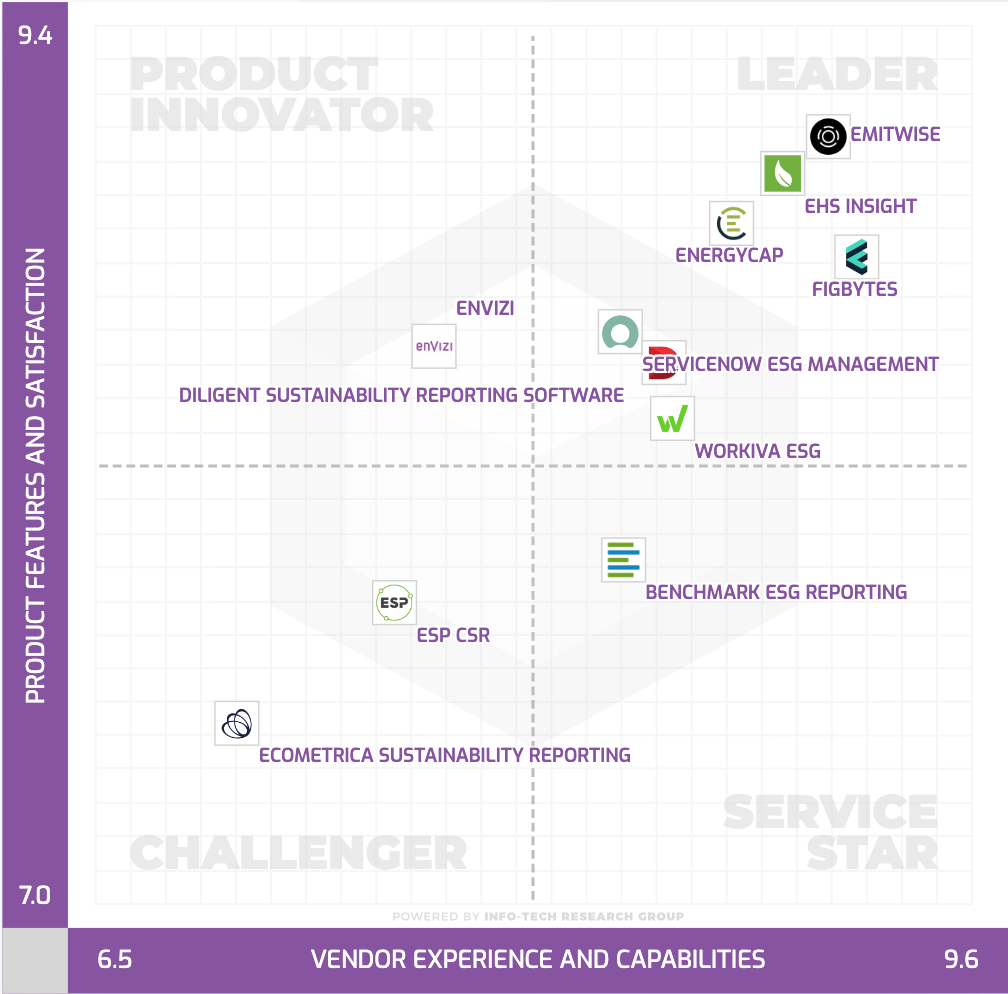 9.4
PRODUCT
INNOVATOR
LEADER
EMITWISE
EHS INSIGHT
ENERGYCAP
FIGBYTES
ENVIZI
enVIZI
SERVICENOW ESG MANAGEMENT
DILIGENT SUSTAINABILITY REPORTING SOFTWARE
WORKIVA ESG
PRODUCT FEATURES AND SATISFACTION
BENCHMARK ESG REPORTING
ESP
ESP CSR
ECOMETRICA SUSTAINABILITY REPORTING
CHALLENGER
SERVICE
STAR
7.0
POWERED BY INFO-TECH RESEARCH GROUP
6.5
VENDOR EXPERIENCE AND CAPABILITIES
9.6